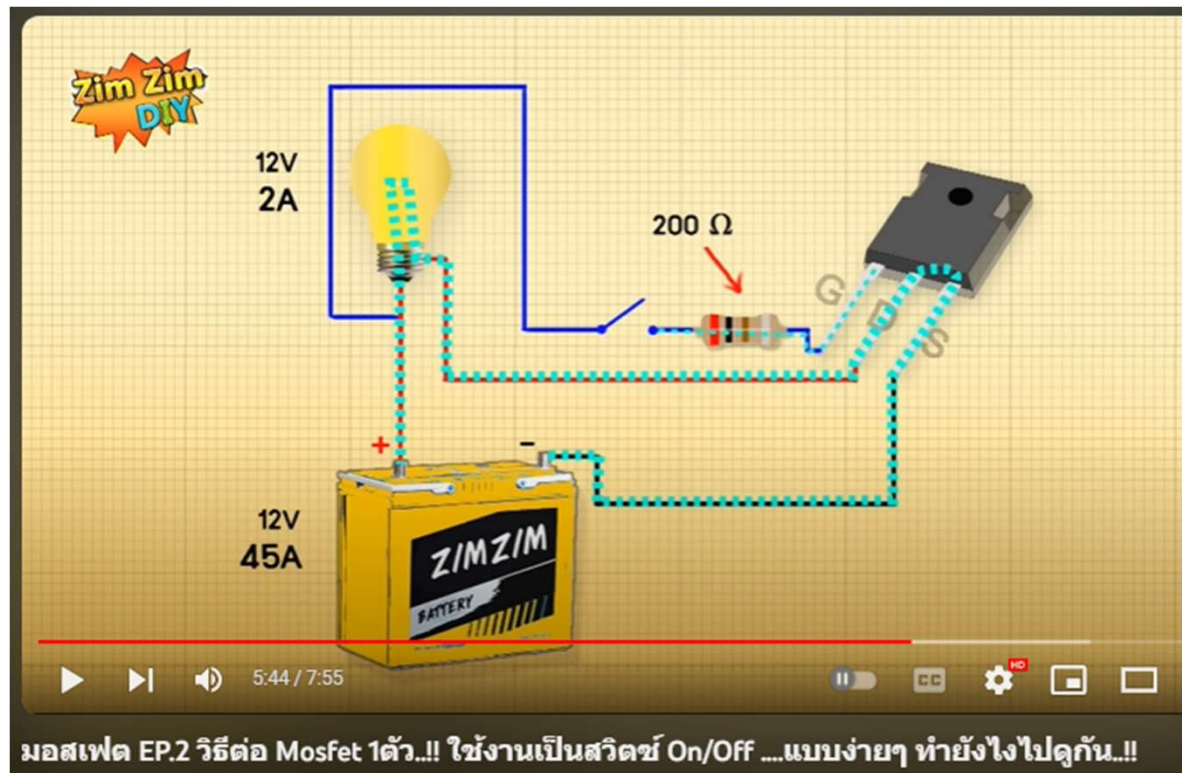 Zim Zim
DIY
12V
2A
200 Ω
G
D
S
+
-
12V
45A
ZIMZIM
BATTERY
5:44 / 7:55
CC
HD
มอสเฟต EP.2 วิธีต่อ Mosfet 1ตัว..!! ใช้งานเป็นสวิตซ์ On/Off ....แบบง่ายๆ ทำยังไงไปดูกัน..!!